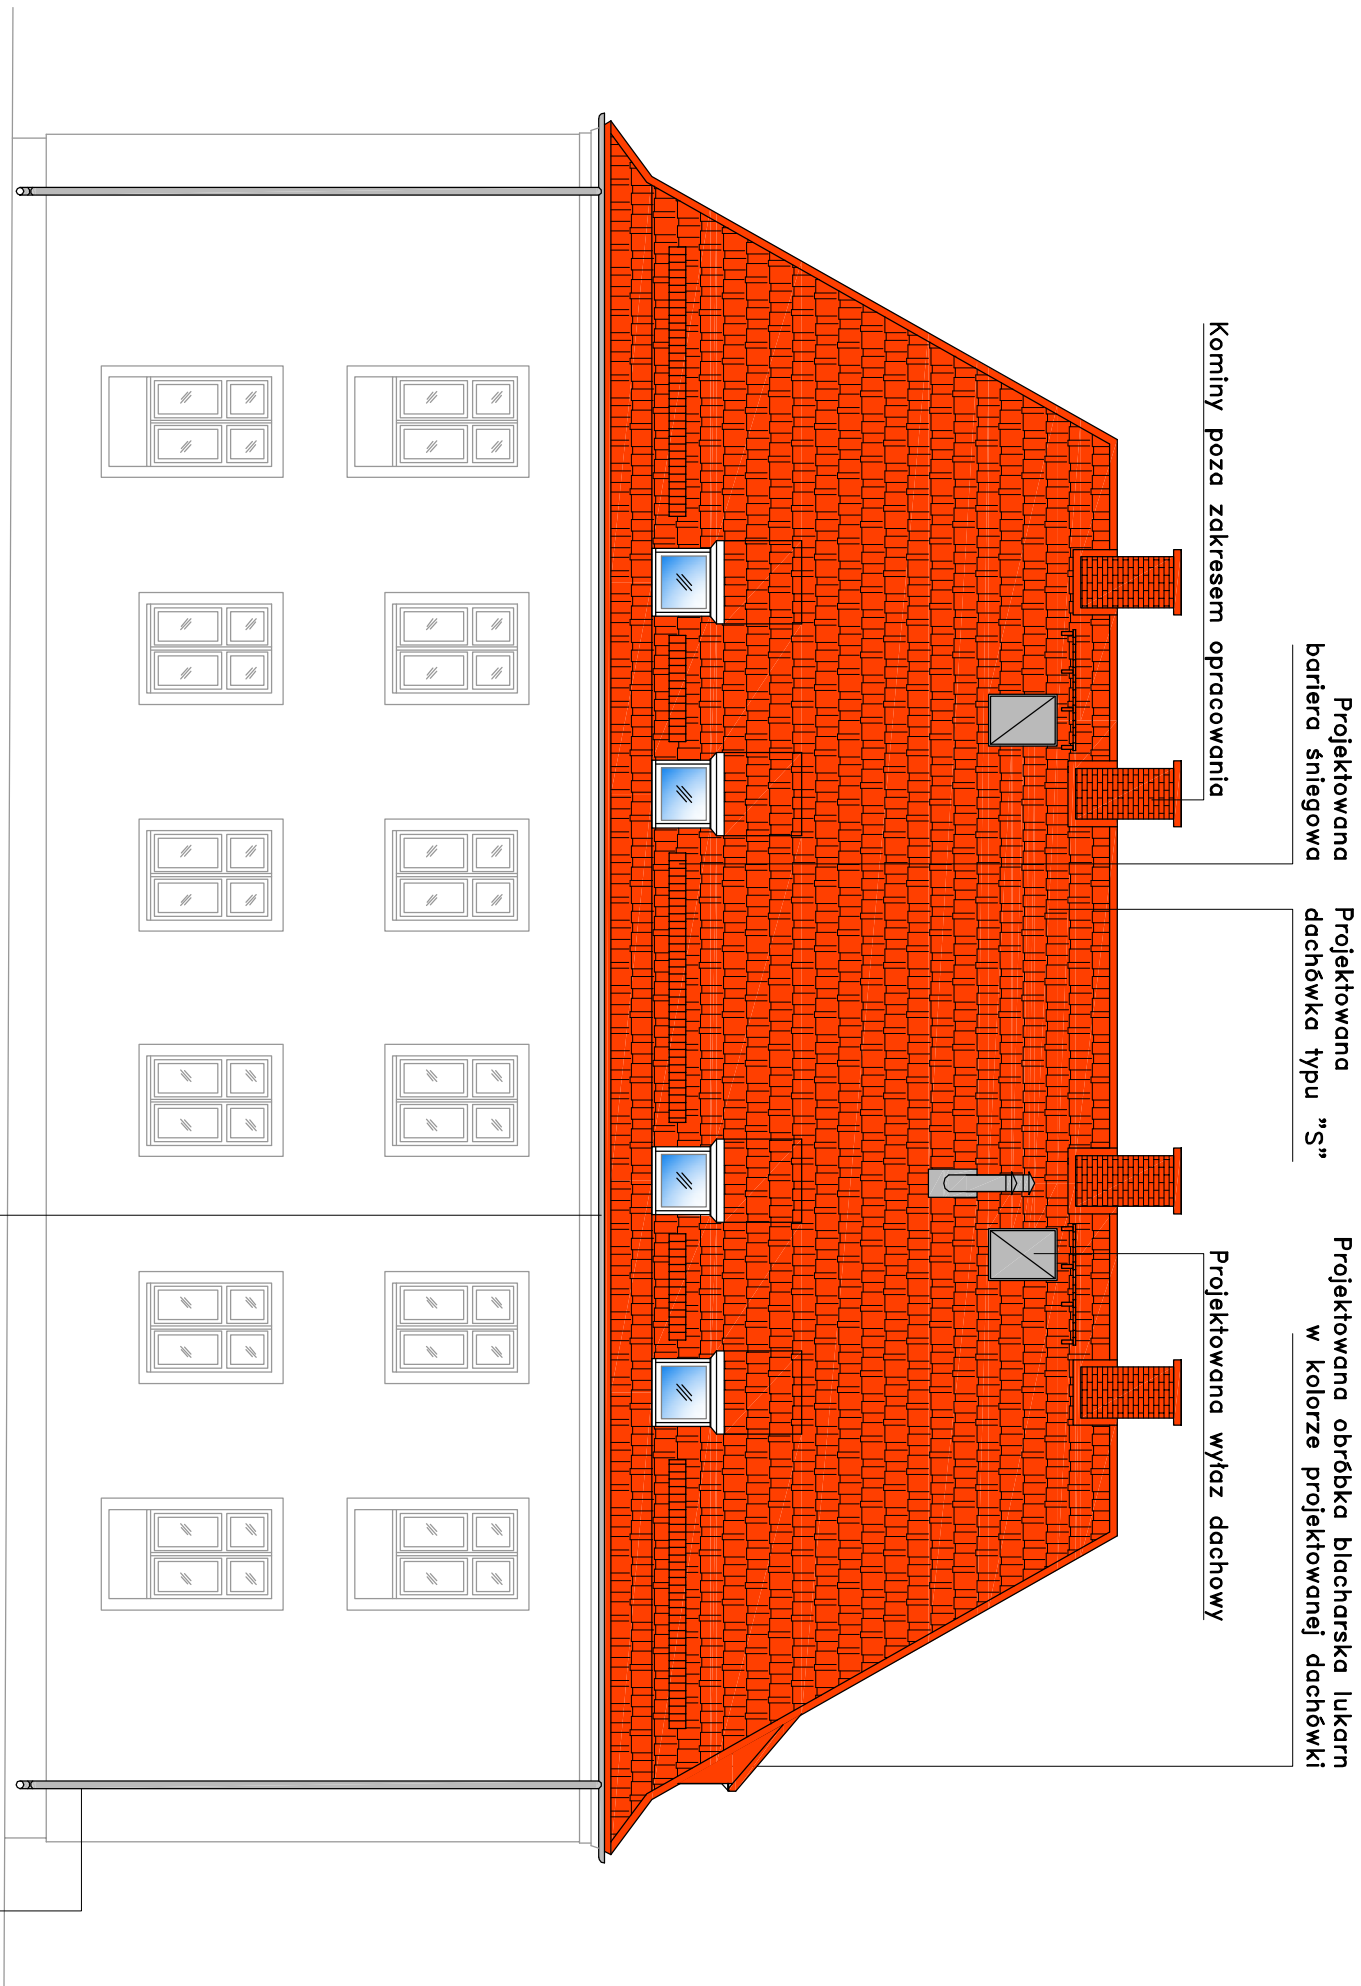 Projektowana
bariera śniegowa
Projektowana
dachówka typu ”S”
Projektowana obróbka blacharska lukarn
w kolorze projektowanej dachówki
Kominy poza zakresem opracowania
Projektowana wyłaz dachowy